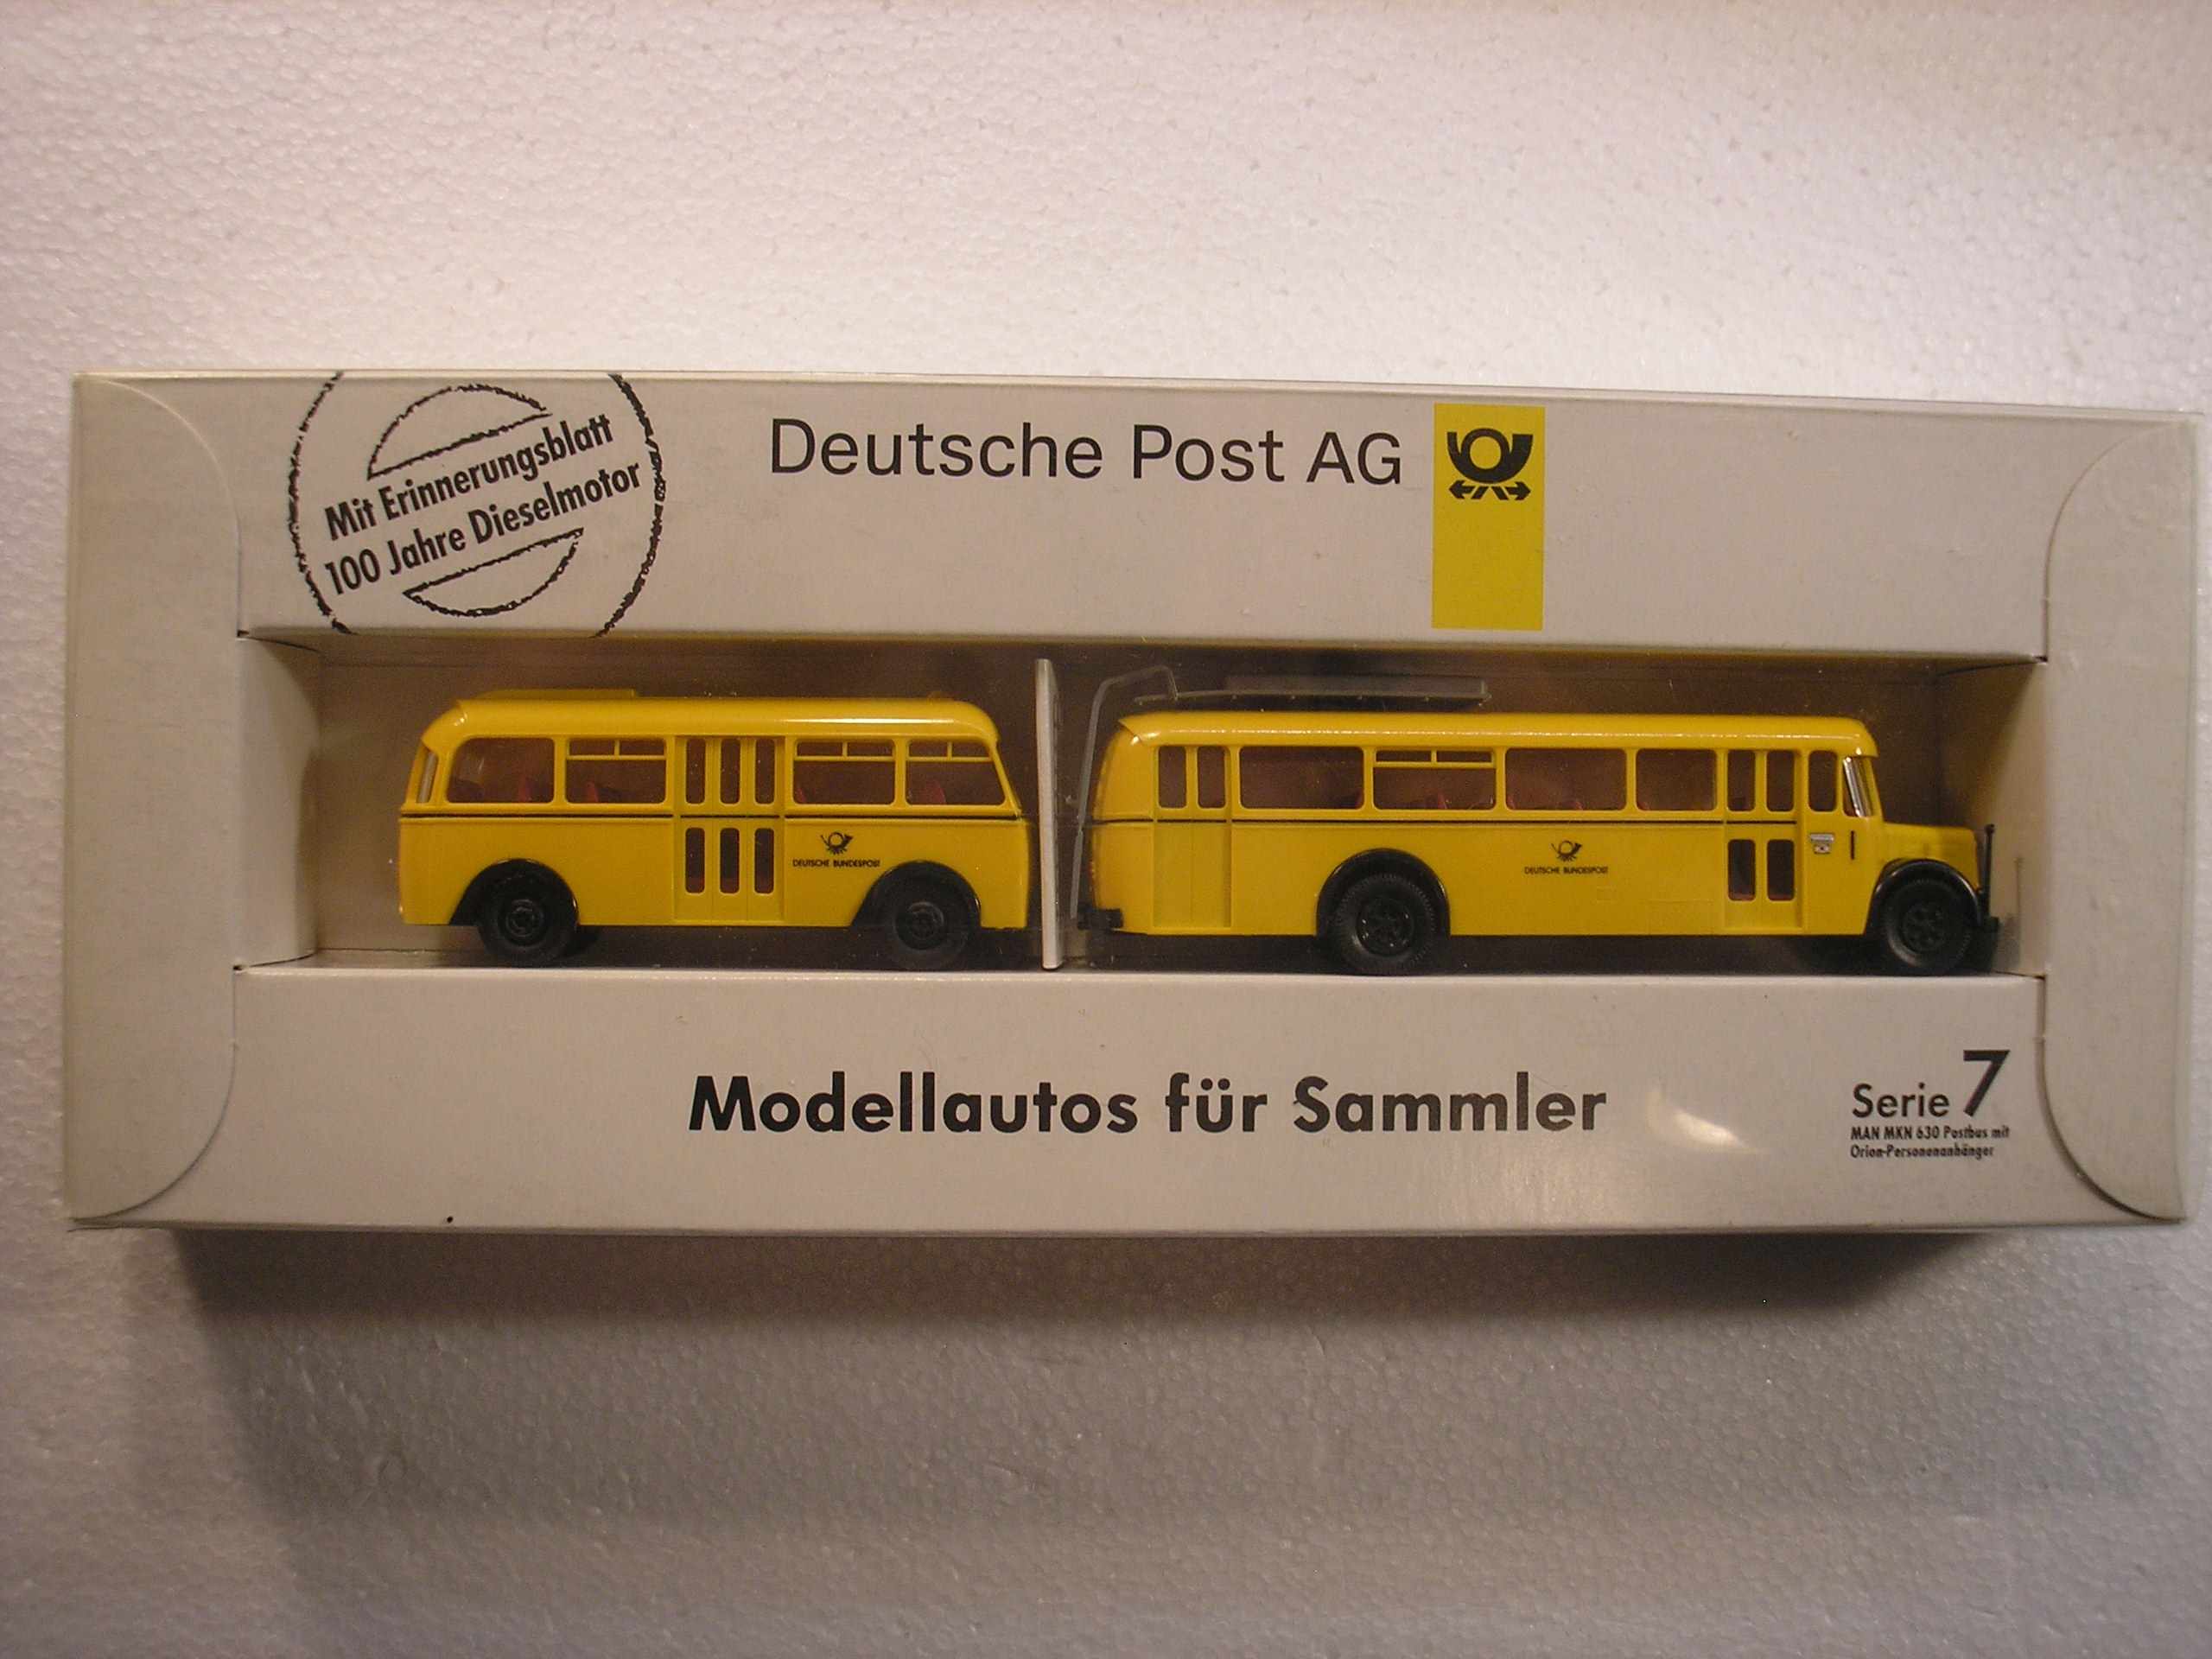 Mit Erinnerungsblatt
100 Jahre Dieselmotor
Deutsche Post AG
DEUTSCHE BUNDESPOST
DEUTSCHE BUNDESPOST
Modellautos für Sammler
Serie 7
MAN MKN 630 Postbus mit
Orion-Personenanhänger